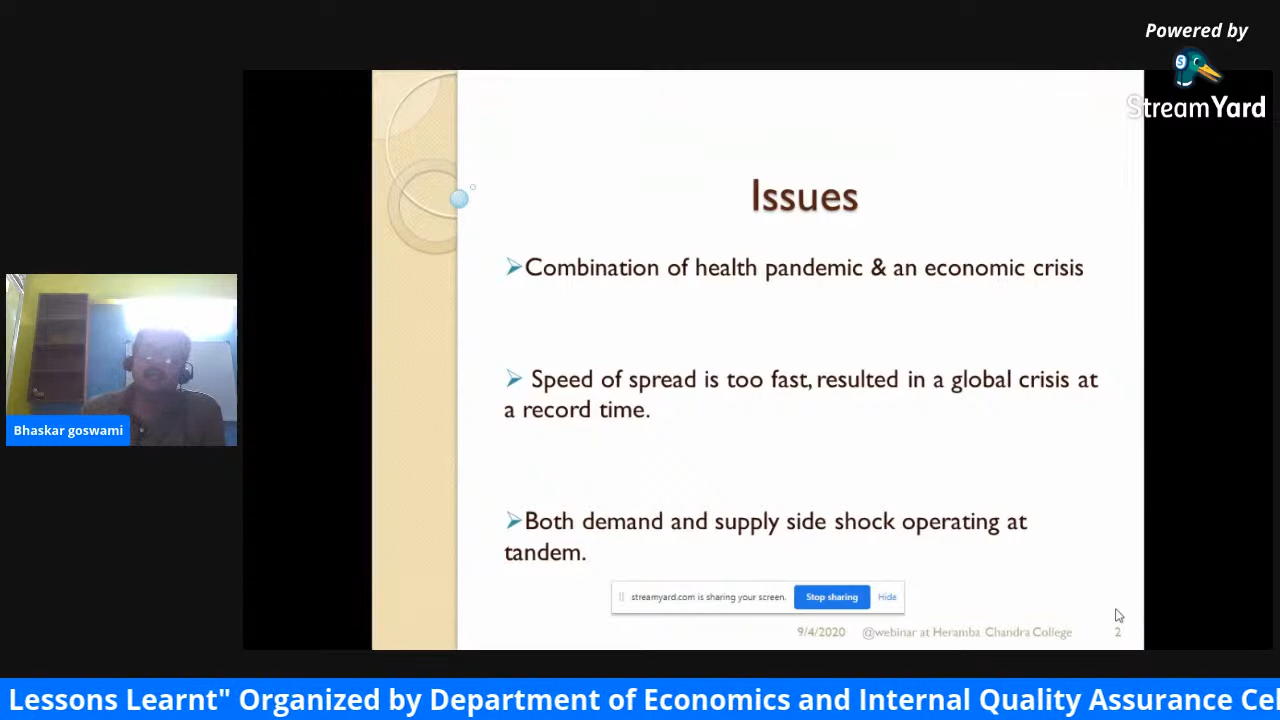 Powered by
StreamYard
Issues
➢Combination of health pandemic & an economic crisis
➢ Speed of spread is too fast, resulted in a global crisis at
a record time.
➢Both demand and supply side shock operating at
tandem.
streamyard.com is sharing your screen. Stop sharing Hide
9/4/2020 @webinar at Heramba Chandra College 2
Bhaskar goswami
Lessons Learnt" Organized by Department of Economics and Internal Quality Assurance Cel